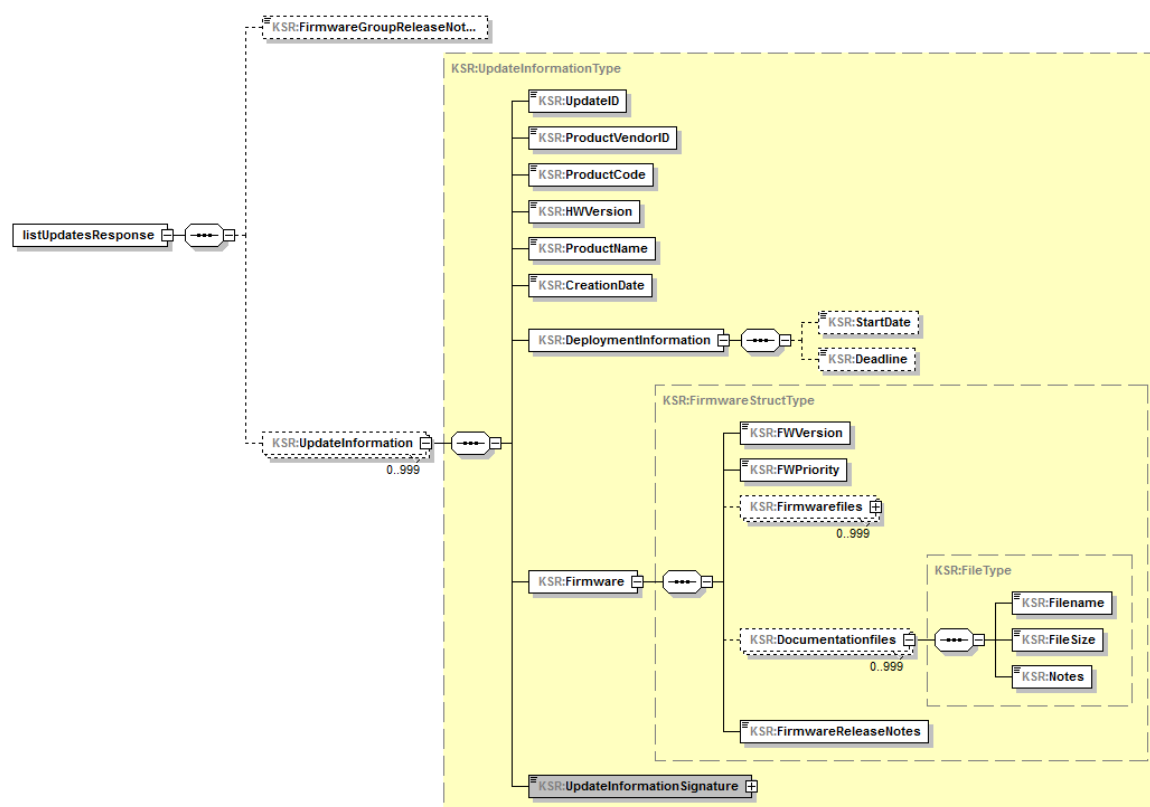 KSR:FirmwareGroupReleaseNot...
KSR:UpdateInformationType
KSR:UpdateID
KSR:ProductVendorID
KSR:ProductCode
KSR:HWVersion
listUpdatesResponse
KSR:ProductName
KSR:CreationDate
KSR:StartDate
KSR:DeploymentInformation
KSR:Deadline
KSR:FirmwareStructType
KSR:FWVersion
KSR:UpdateInformation
0..999
KSR:FWPriority
KSR:Firmwarefiles
0..999
KSR:FileType
KSR:Firmware
KSR:Filename
KSR:Documentationfiles
0..999
KSR:FileSize
KSR:Notes
KSR:FirmwareReleaseNotes
KSR:UpdateInformationSignature